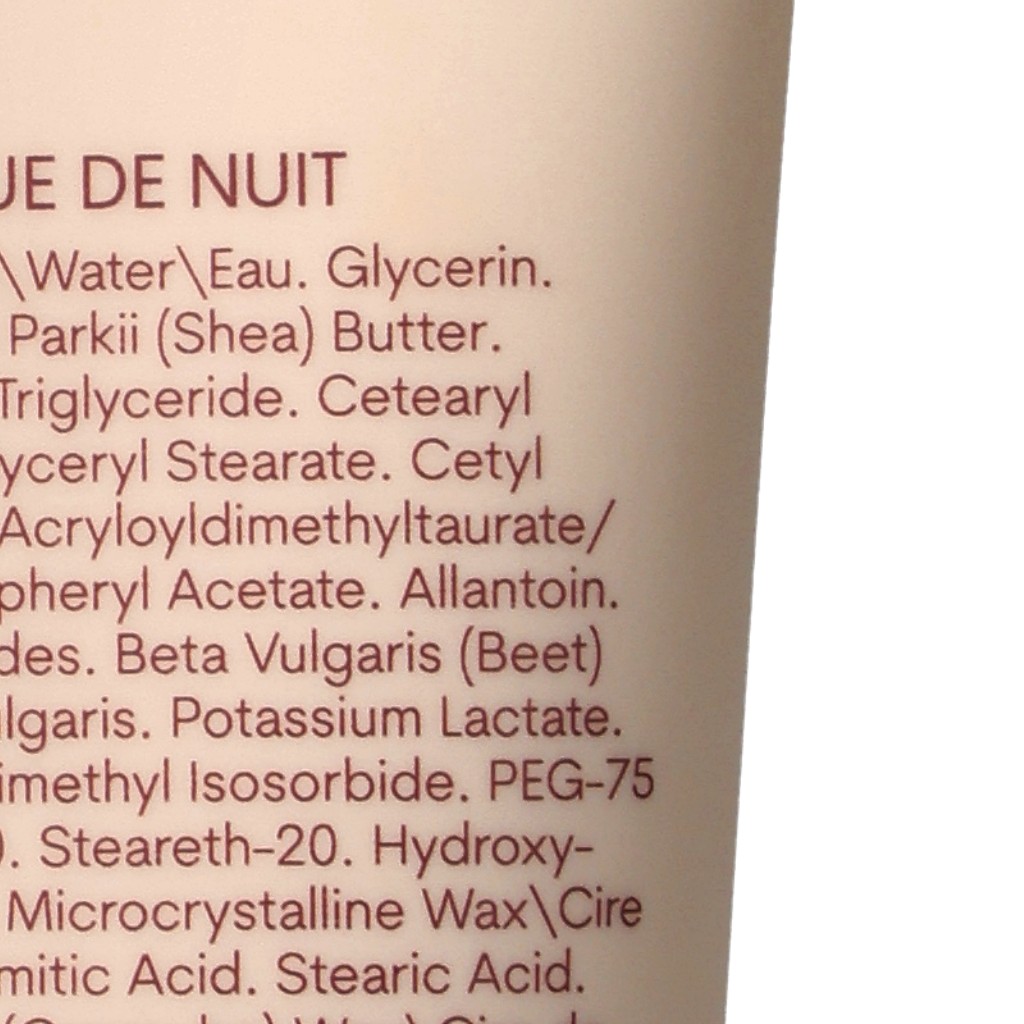 UE DE NUIT
\Water\Eau. Glycerin.
Parkii (Shea) Butter.
Triglyceride. Cetearyl
yceryl Stearate. Cetyl
Acryloyldimethyltaurate/
pheryl Acetate. Allantoin.
des. Beta Vulgaris (Beet)
lgaris. Potassium Lactate.
imethyl Isosorbide. PEG-75
). Steareth-20. Hydroxy-
Microcrystalline Wax\Cire
mitic Acid. Stearic Acid.